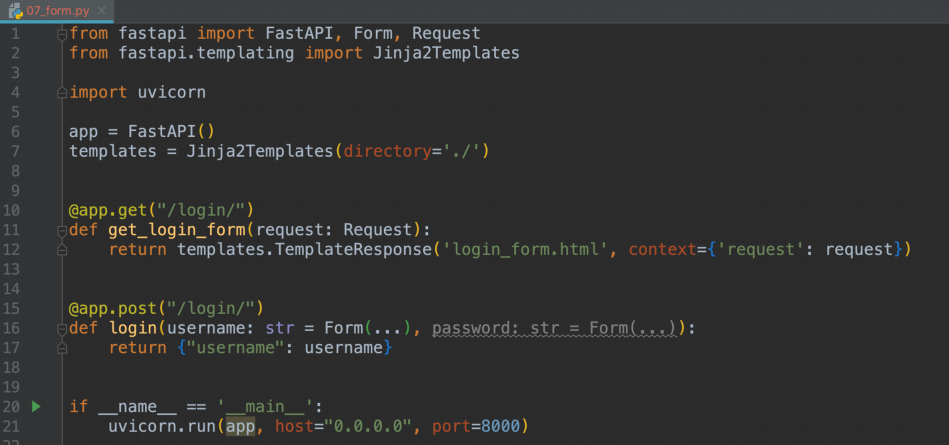 07_form.py
1 from fastapi import FastAPI, Form, Request
2 from fastapi.templating import Jinja2Templates
3
4 import uvicorn
5
6 app = FastAPI()
7 templates = Jinja2Templates(directory='./')
8
9
10 @app.get("/login/")
11 def get_login_form(request: Request):
12     return templates.TemplateResponse('login_form.html', context={'request': request})
13
14
15 @app.post("/login/")
16 def login(username: str = Form(...), password: str = Form(...)):
17     return {"username": username}
18
19
20 if __name__ == '__main__':
21     uvicorn.run(app, host="0.0.0.0", port=8000)
22